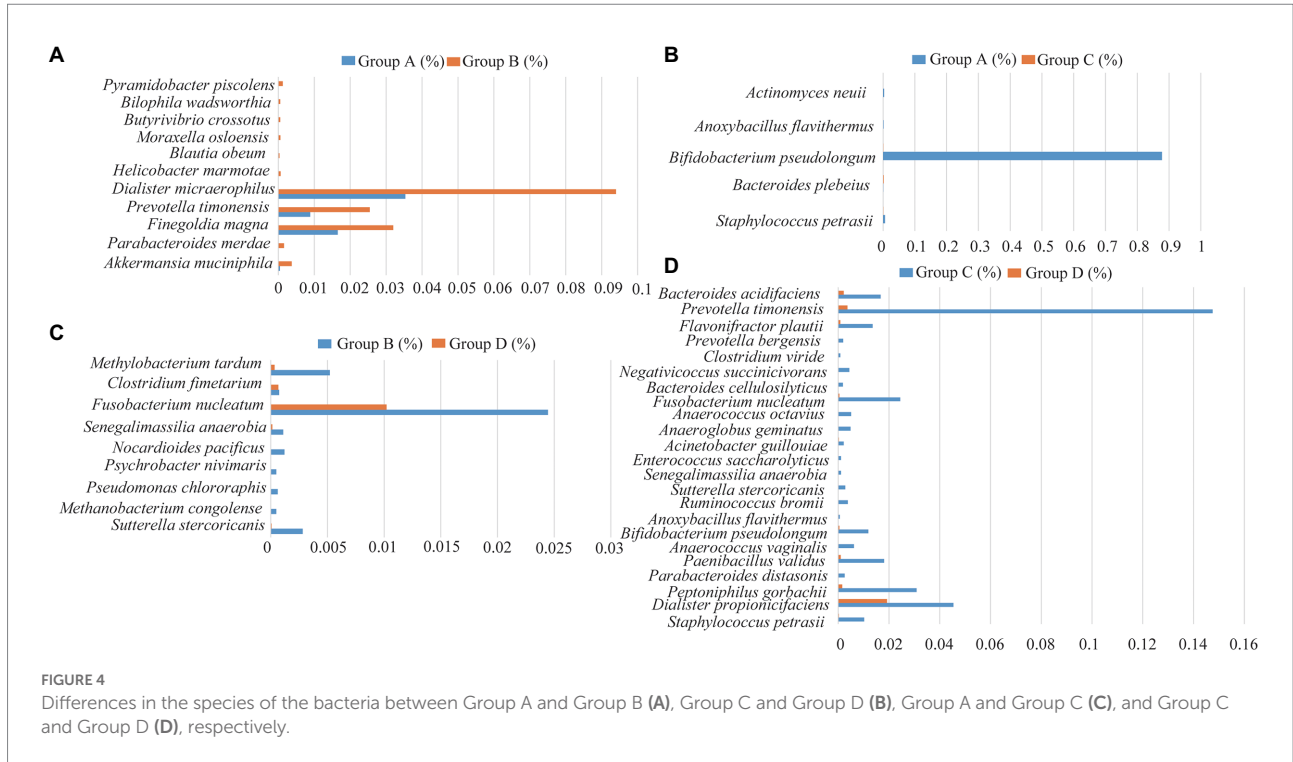 A
Group A (%) Group B (%)
Pyramidobacter piscolens
Bilophila wadsworthia
Butyrivibrio crossotus
Moraxella osloensis
Blautia obeum
Helicobacter marmotae
Dialister micraerophilus
Prevotella timonensis
Finegoldia magna
Parabacteroides merdae
Akkermansia muciniphila
0 0.01 0.02 0.03 0.04 0.05 0.06 0.07 0.08 0.09 0.1
B
Group A (%) Group C (%)
Actinomyces neuii
Anoxybacillus flavithermus
Bifidobacterium pseudolongum
Bacteroides plebeius
Staphylococcus petrasii
0 0.1 0.2 0.3 0.4 0.5 0.6 0.7 0.8 0.9 1
C
Group B (%) Group D (%)
Methylobacterium tardum
Clostridium fimetarium
Fusobacterium nucleatum
Senegalimassilia anaerobia
Nocardioides pacificus
Psychrobacter nivimaris
Pseudomonas chlororaphis
Methanobacterium congolense
Sutterella stercoricanis
0 0.005 0.01 0.015 0.02 0.025 0.03
D
Group C (%) Group D (%)
Bacteroides acidifaciens
Prevotella timonensis
Flavonifractor plautii
Prevotella bergensis
Clostridium viride
Negativicoccus succinicivorans
Bacteroides cellulosilyticus
Fusobacterium nucleatum
Anaerococcus octavius
Anaeroglobus geminatus
Acinetobacter guillouiae
Enterococcus saccharolyticus
Senegalimassilia anaerobia
Sutterella stercoricanis
Ruminococcus bromii
Anoxybacillus flavithermus
Bifidobacterium pseudolongum
Anaerococcus vaginalis
Paenibacillus validus
Parabacteroides distasonis
Peptoniphilus gorbachii
Dialister propionicifaciens
Staphylococcus petrasii
0 0.02 0.04 0.06 0.08 0.1 0.12 0.14 0.16
FIGURE 4
Differences in the species of the bacteria between Group A and Group B (A), Group C and Group D (B), Group A and Group C (C), and Group C
and Group D (D), respectively.